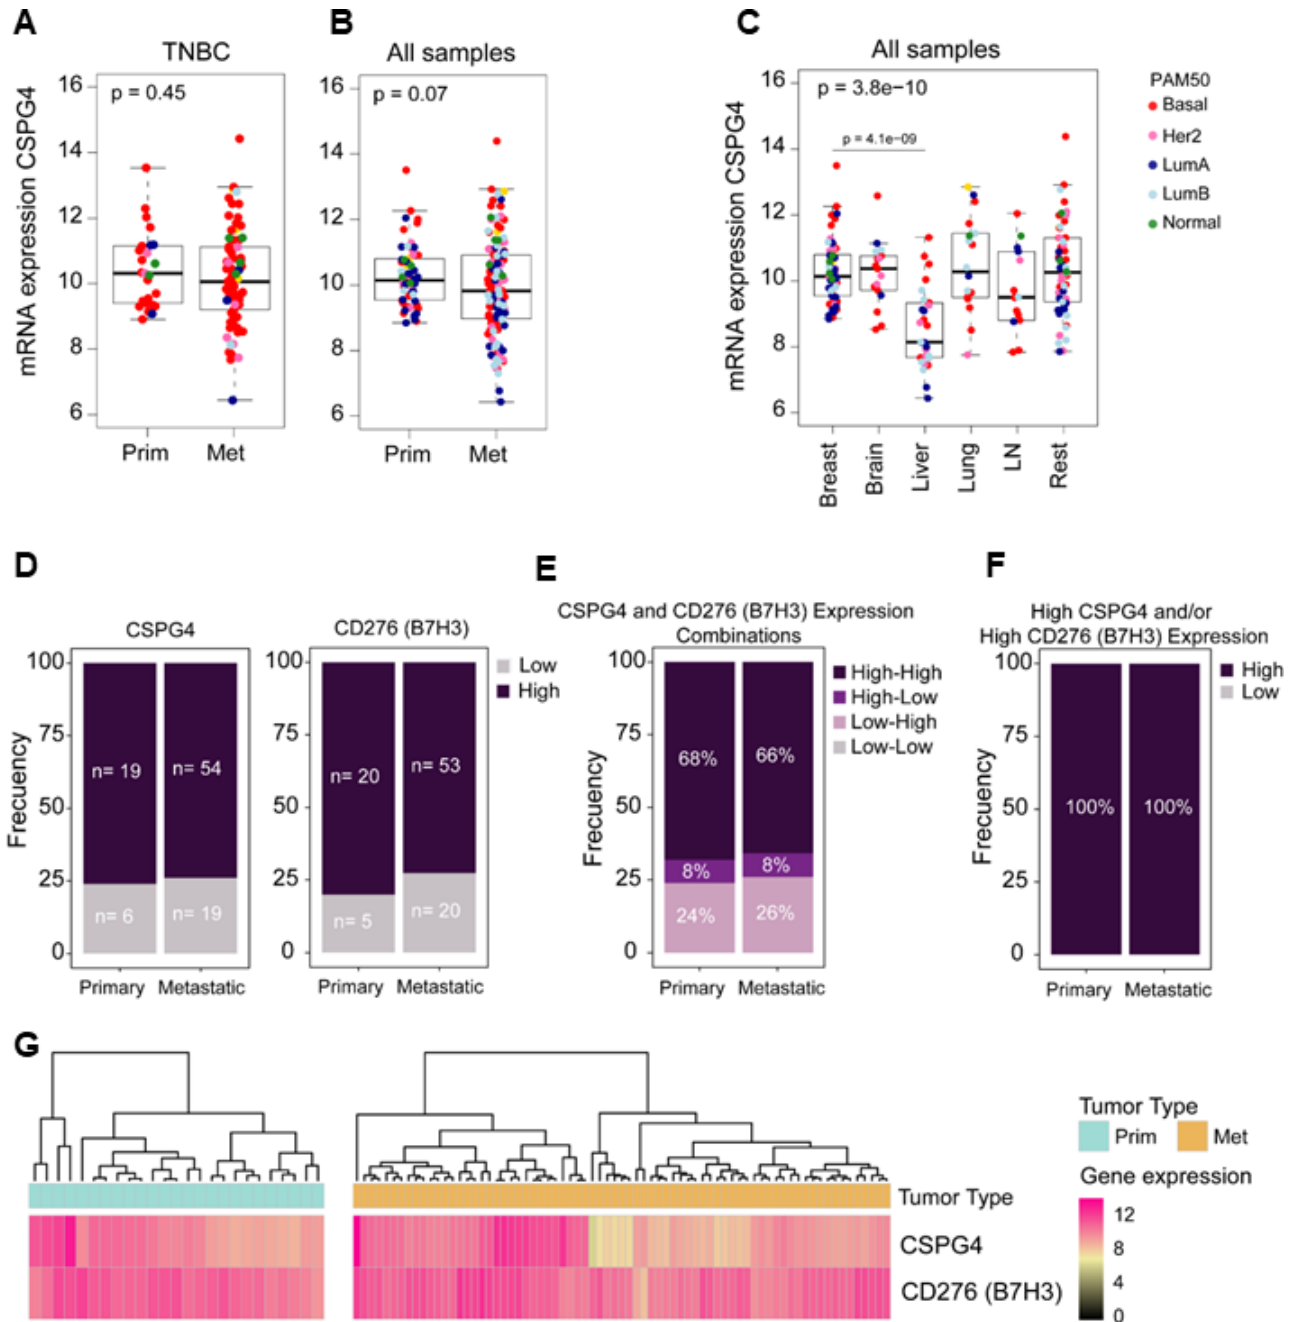 A
TNBC
mRNA expression CSPG4
16
14
12
10
8
6
p = 0.45
Prim
Met
B
All samples
16
14
12
10
8
6
p = 0.07
Prim
Met
C
All samples
mRNA expression CSPG4
16
14
12
10
8
6
p = 3.8e−10
p = 4.1e−09
Breast
Brain
Liver
Lung
LN
Rest
PAM50
Basal
Her2
LumA
LumB
Normal
D
CSPG4
Frecuency
100
75
50
25
0
n= 19
n= 54
n= 6
n= 19
Primary
Metastatic
CD276 (B7H3)
100
75
50
25
0
n= 20
n= 53
n= 5
n= 20
Primary
Metastatic
Low
High
E
CSPG4 and CD276 (B7H3) Expression
Combinations
Frecuency
100
75
50
25
0
68%
66%
8%
8%
24%
26%
Primary
Metastatic
High-High
High-Low
Low-High
Low-Low
F
High CSPG4 and/or
High CD276 (B7H3) Expression
Frecuency
100
75
50
25
0
100%
100%
Primary
Metastatic
High
Low
G
Tumor Type
CSPG4
CD276 (B7H3)
Tumor Type
Prim
Met
Gene expression
12
8
4
0